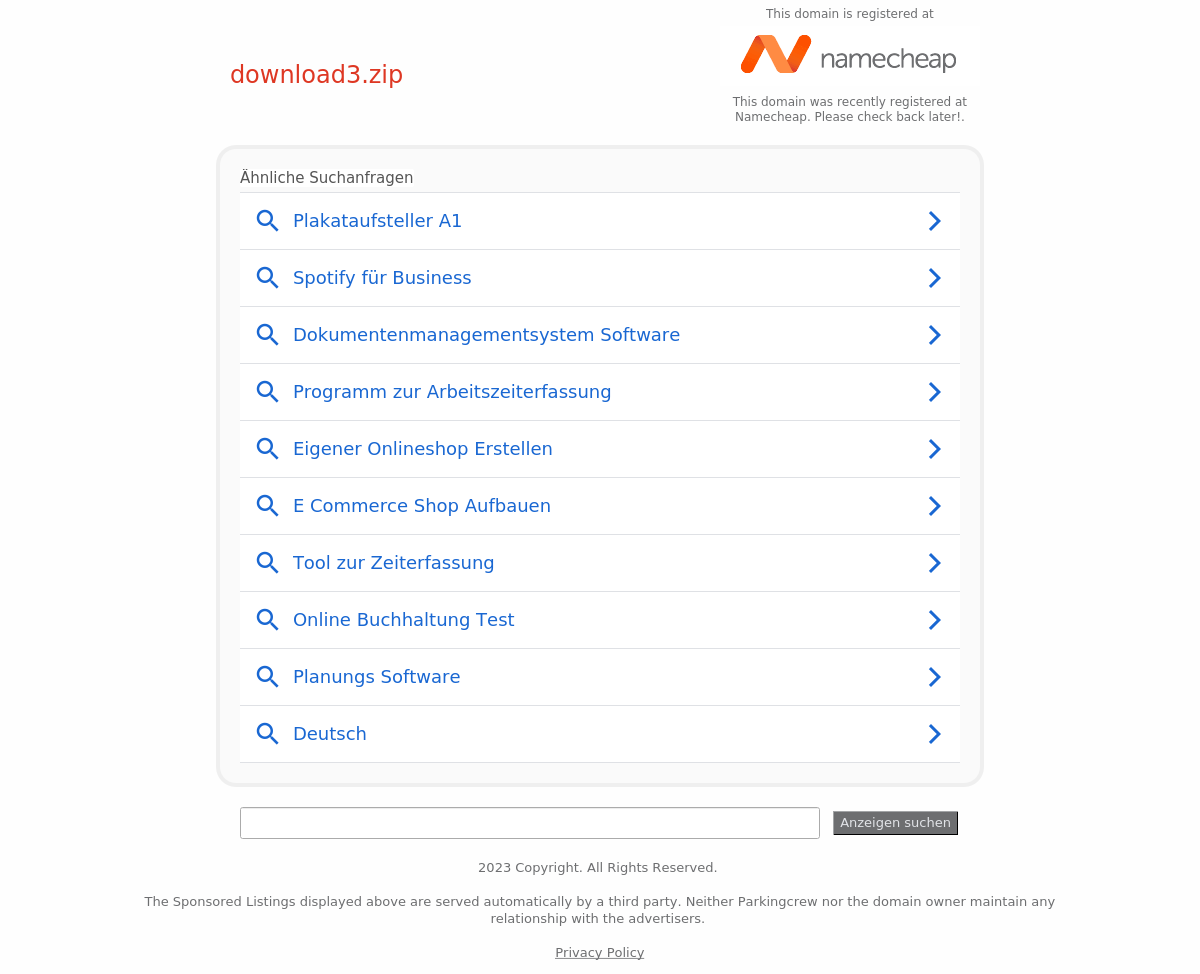 This domain is registered at
namecheap
download3.zip
This domain was recently registered at
Namecheap. Please check back later!.
Ähnliche Suchanfragen
Plakataufsteller A1
Spotify für Business
Dokumentenmanagementsystem Software
Programm zur Arbeitszeiterfassung
Eigener Onlineshop Erstellen
E Commerce Shop Aufbauen
Tool zur Zeiterfassung
Online Buchhaltung Test
Planungs Software
Deutsch
Anzeigen suchen
2023 Copyright. All Rights Reserved.
The Sponsored Listings displayed above are served automatically by a third party. Neither Parkingcrew nor the domain owner maintain any
relationship with the advertisers.
Privacy Policy